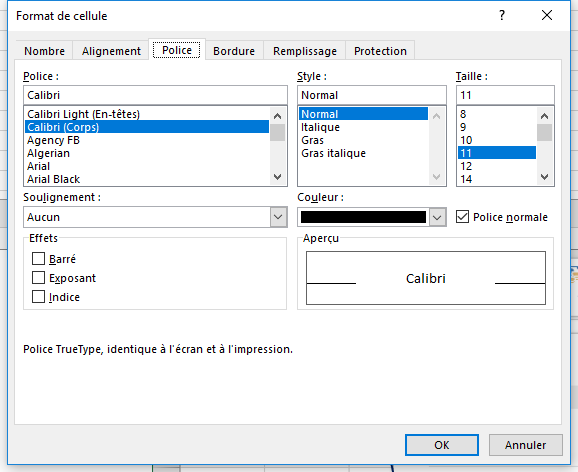 Format de cellule ?
Nombre Alignement Police Bordure Remplissage Protection
Police : Style : Taille :
Calibri Normal 11
Calibri Light (En-têtes) Normal 8
Calibri (Corps) Italique 9
Agency FB Gras 10
Algerian Gras italique 11
Arial 12
Arial Black 14
Soulignement : Couleur :
Aucun Police normale
Effets Aperçu
Barré
Exposant Calibri
Indice
Police TrueType, identique à l'écran et à l'impression.
OK Annuler